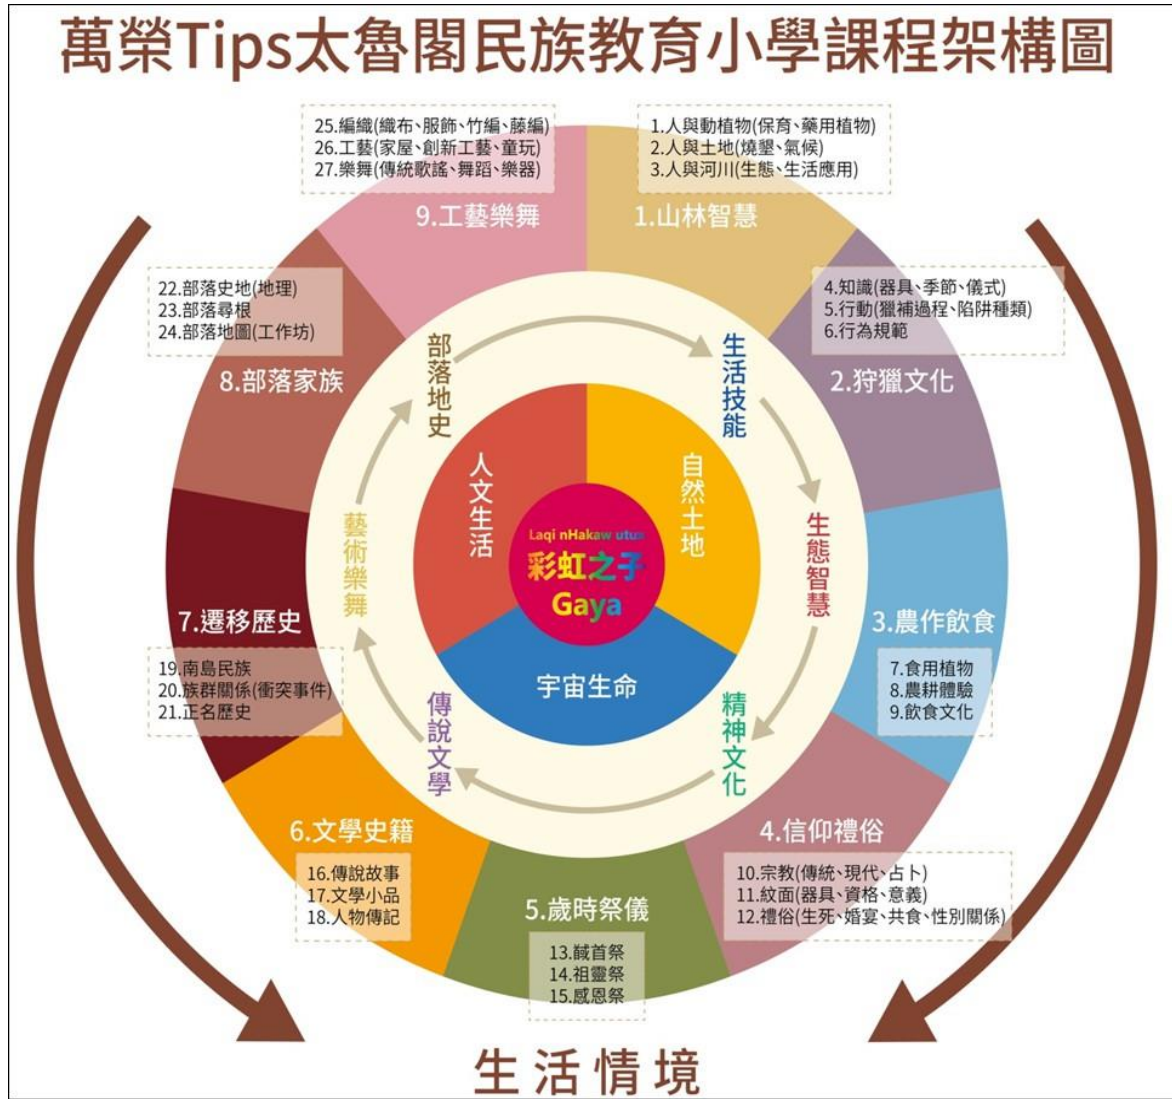 萬榮Tips太魯閣民族教育小學課程架構圖
25.編織(織布、服飾、竹編、藤編)
26.工藝(家屋、創新工藝、童玩)
27.樂舞(傳統歌謠、舞蹈、樂器)
9.工藝樂舞
1.人與動植物(保育、藥用植物)
2.人與土地(燒墾、氣候)
3.人與河川(生態、生活應用)
1.山林智慧
4.知識(器具、季節、儀式)
5.行動(獵補過程、陷阱種類)
6.行為規範
2.狩獵文化
3.農作飲食
7.食用植物
8.農耕體驗
9.飲食文化
4.信仰禮俗
10.宗教(傳統、現代、占卜)
11.紋面(器具、資格、意義)
12.禮俗(生死、婚宴、共食、性別關係)
5.歲時祭儀
13.馘首祭
14.祖靈祭
15.感恩祭
6.文學史籍
16.傳說故事
17.文學小品
18.人物傳記
7.遷移歷史
19.南島民族
20.族群關係(衝突事件)
21.正名歷史
22.部落史地(地理)
23.部落尋根
24.部落地圖(工作坊)
8.部落家族
部落地史
生活技能
生態智慧
精神文化
傳說文學
藝術樂舞
人文生活
自然土地
宇宙生命
Laqi nHakaw utux
彩虹之子
Gaya
生活情境